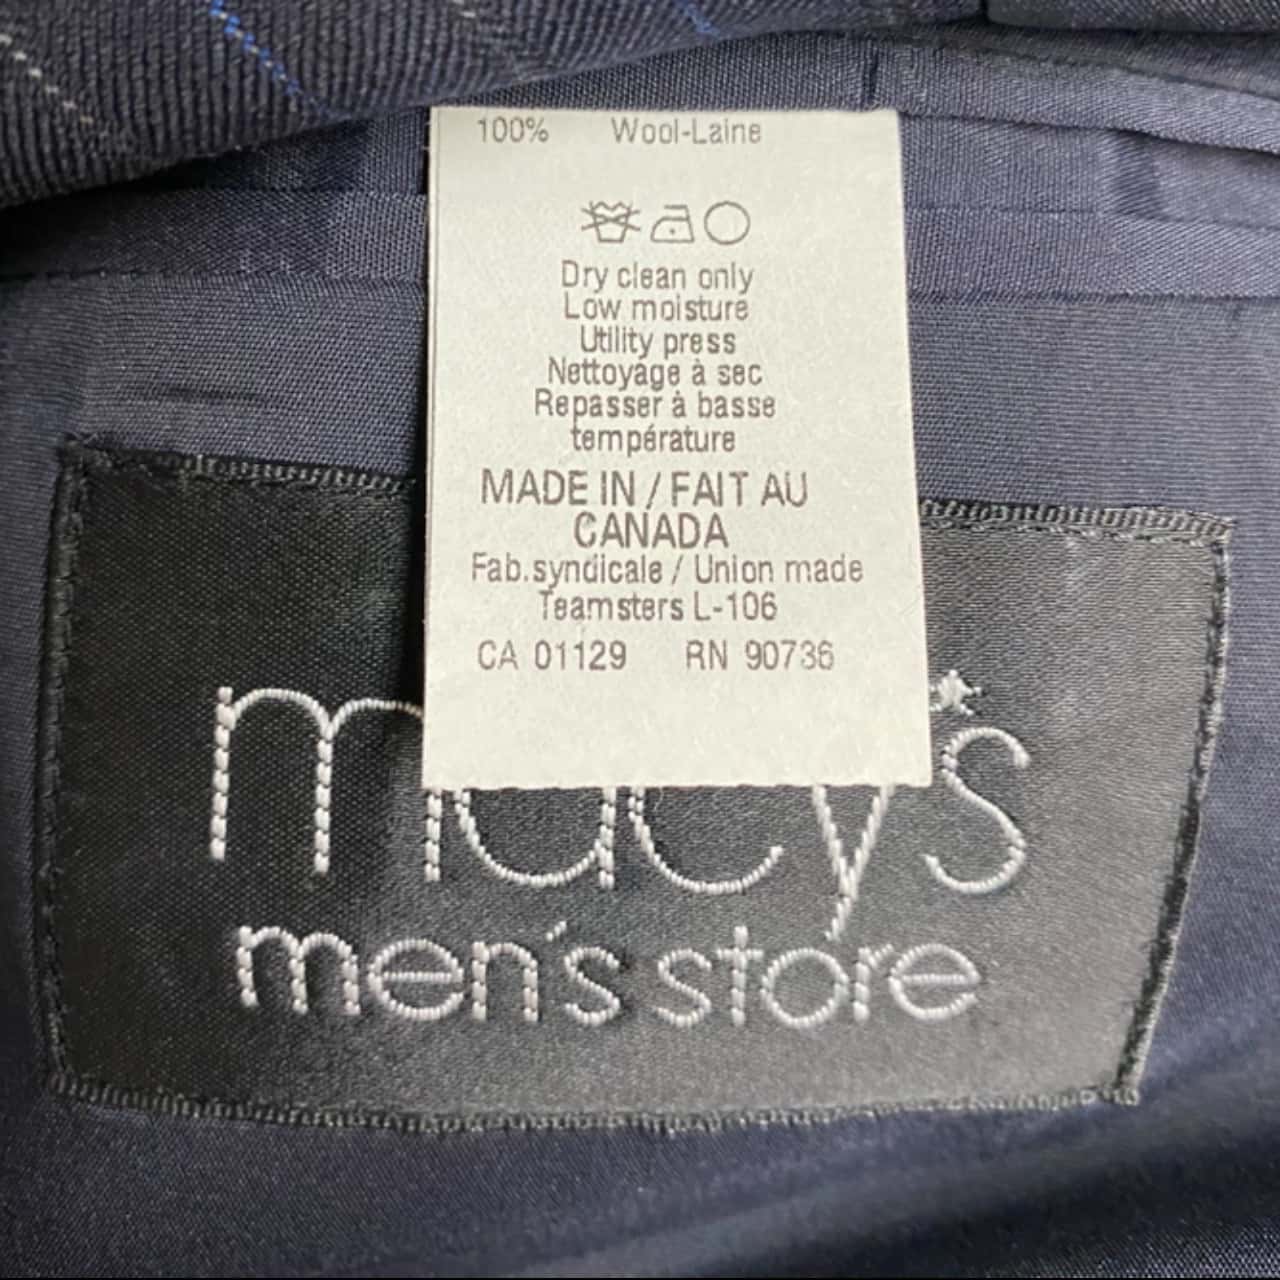 100% Wool-Laine
Dry clean only
Low moisture
Utility press
Nettoyage à sec
Repasser à basse
température
MADE IN / FAIT AU
CANADA
Fab.syndicale / Union made
Teamsters L-106
CA 01129 RN 90736
macy's
men's store